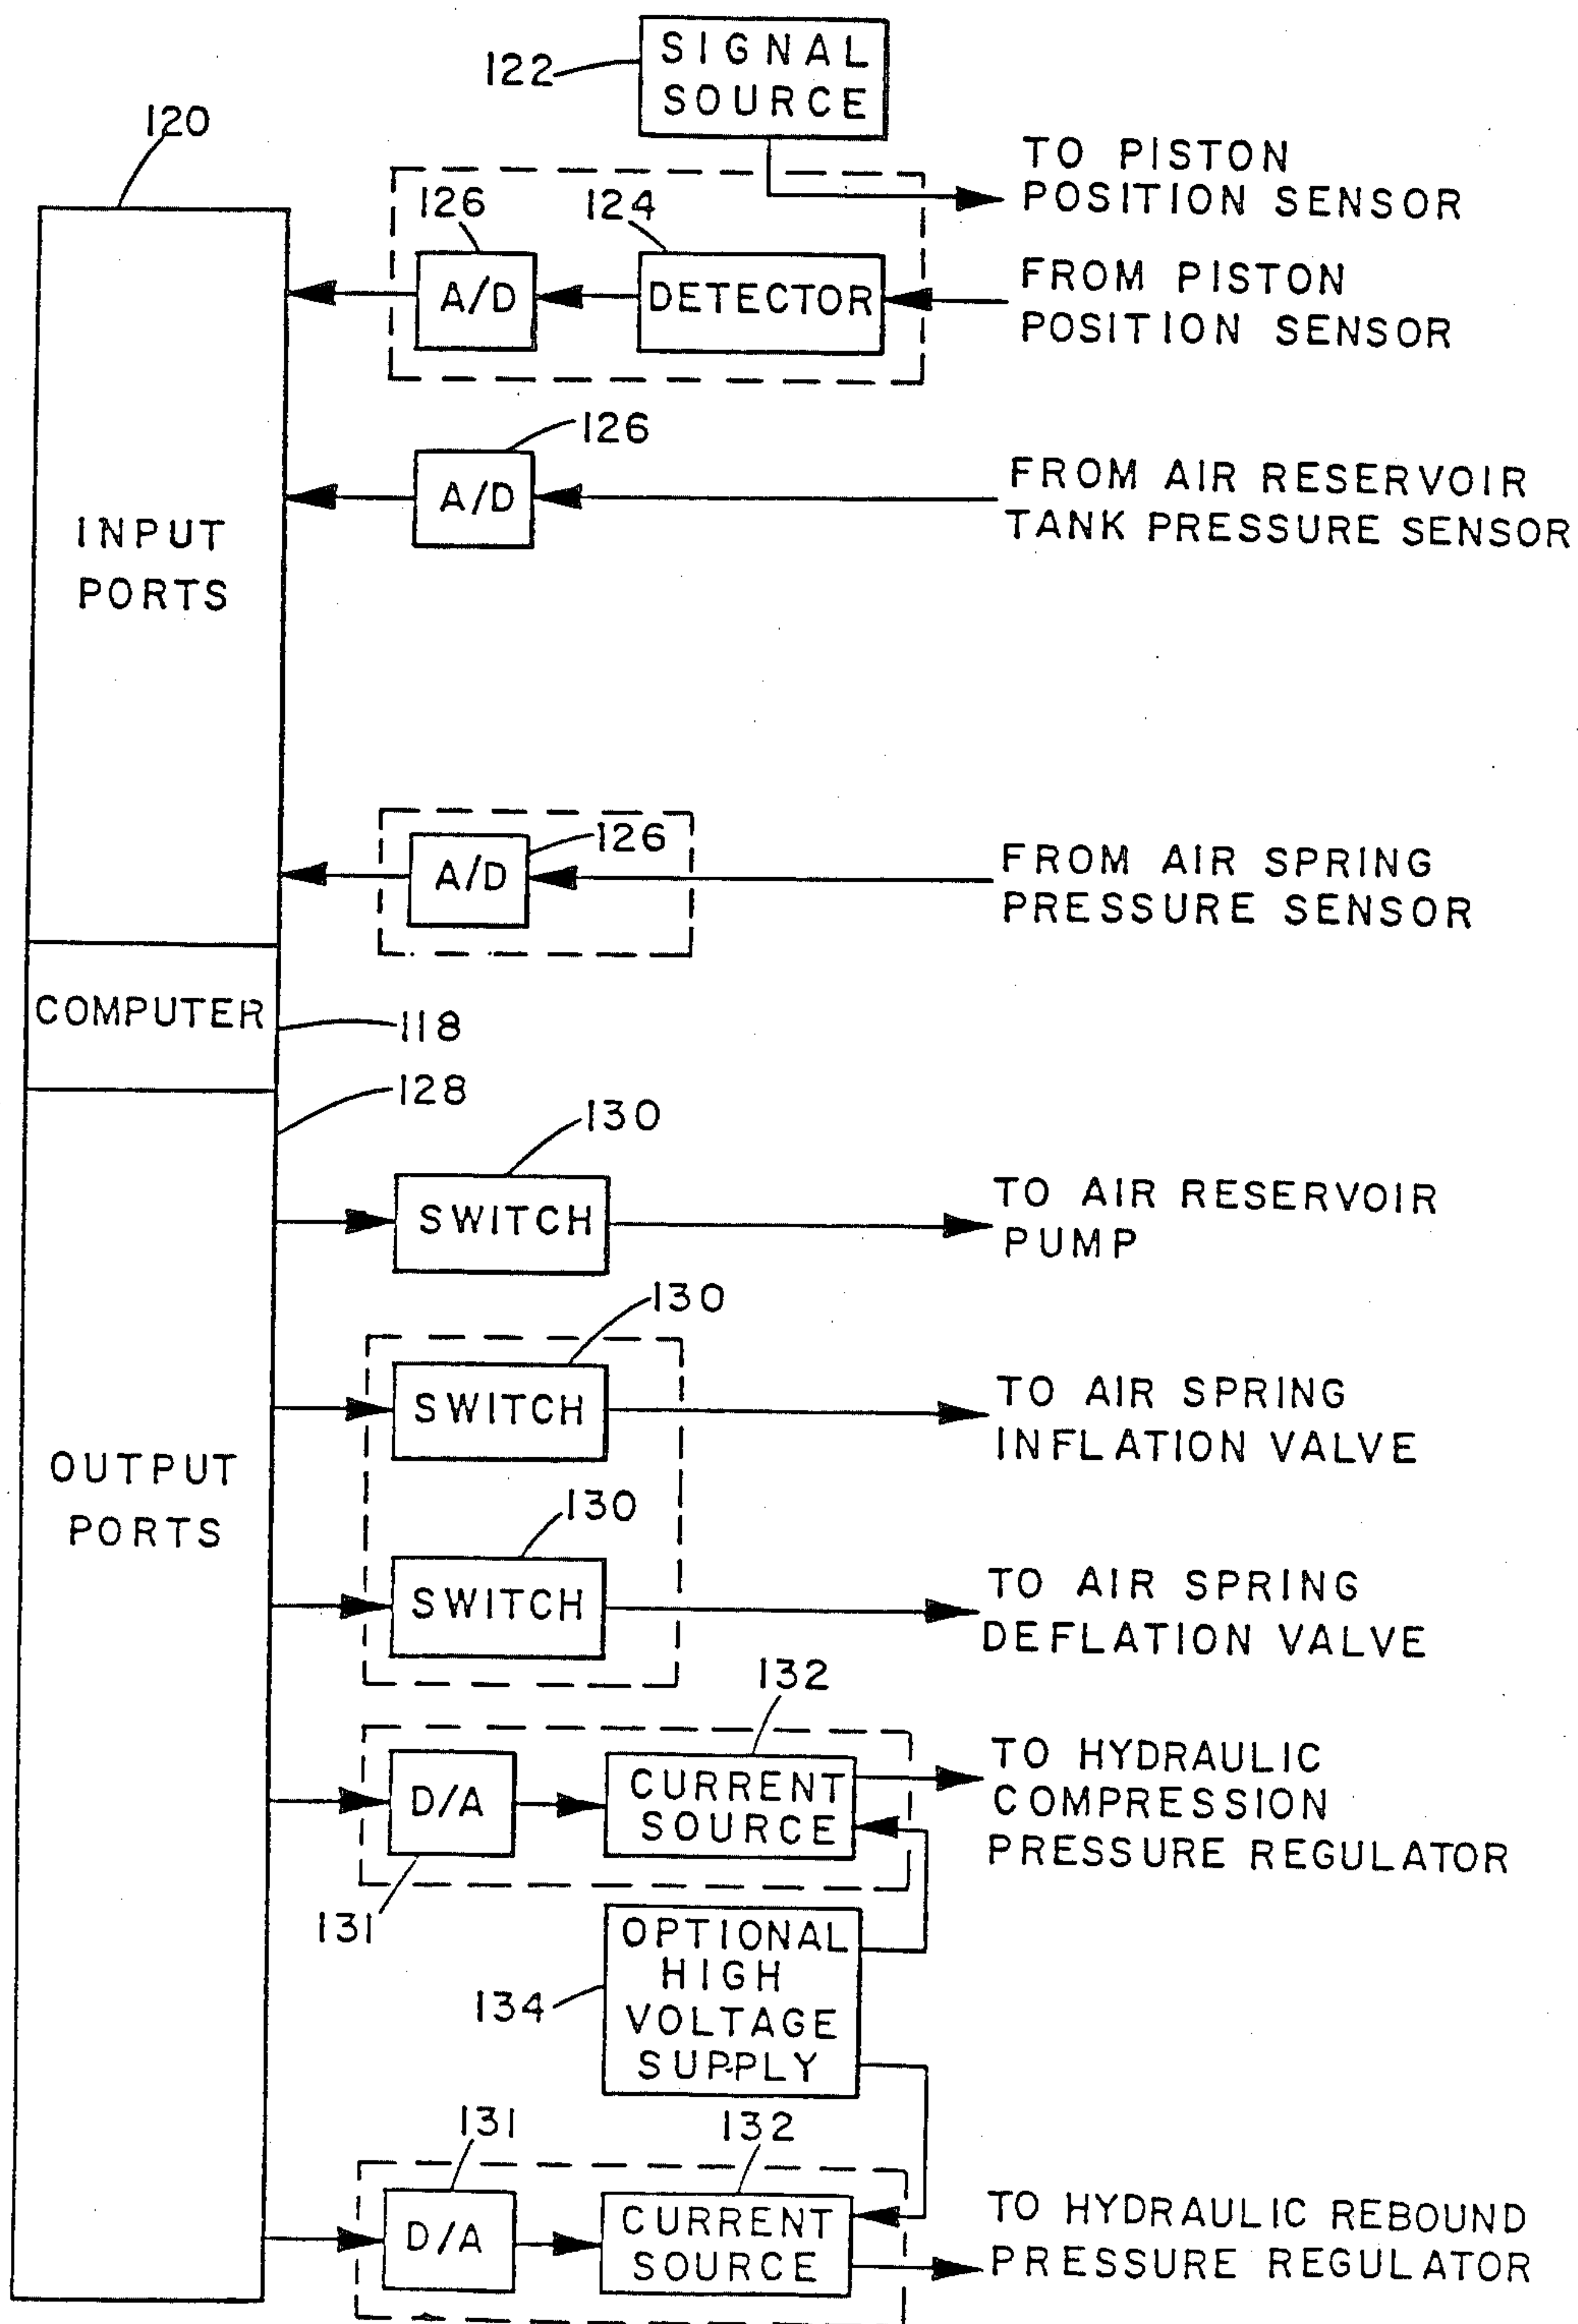 122
SIGNAL
SOURCE
120
TO PISTON
POSITION SENSOR
126
124
A/D
DETECTOR
FROM PISTON
POSITION SENSOR
126
A/D
FROM AIR RESERVOIR
TANK PRESSURE SENSOR
INPUT
PORTS
126
A/D
FROM AIR SPRING
PRESSURE SENSOR
COMPUTER
118
128
130
SWITCH
TO AIR RESERVOIR
PUMP
130
SWITCH
TO AIR SPRING
INFLATION VALVE
OUTPUT
PORTS
130
SWITCH
TO AIR SPRING
DEFLATION VALVE
132
D/A
CURRENT
SOURCE
TO HYDRAULIC
COMPRESSION
PRESSURE REGULATOR
131
134
OPTIONAL
HIGH
VOLTAGE
SUPPLY
131
132
D/A
CURRENT
SOURCE
TO HYDRAULIC REBOUND
PRESSURE REGULATOR